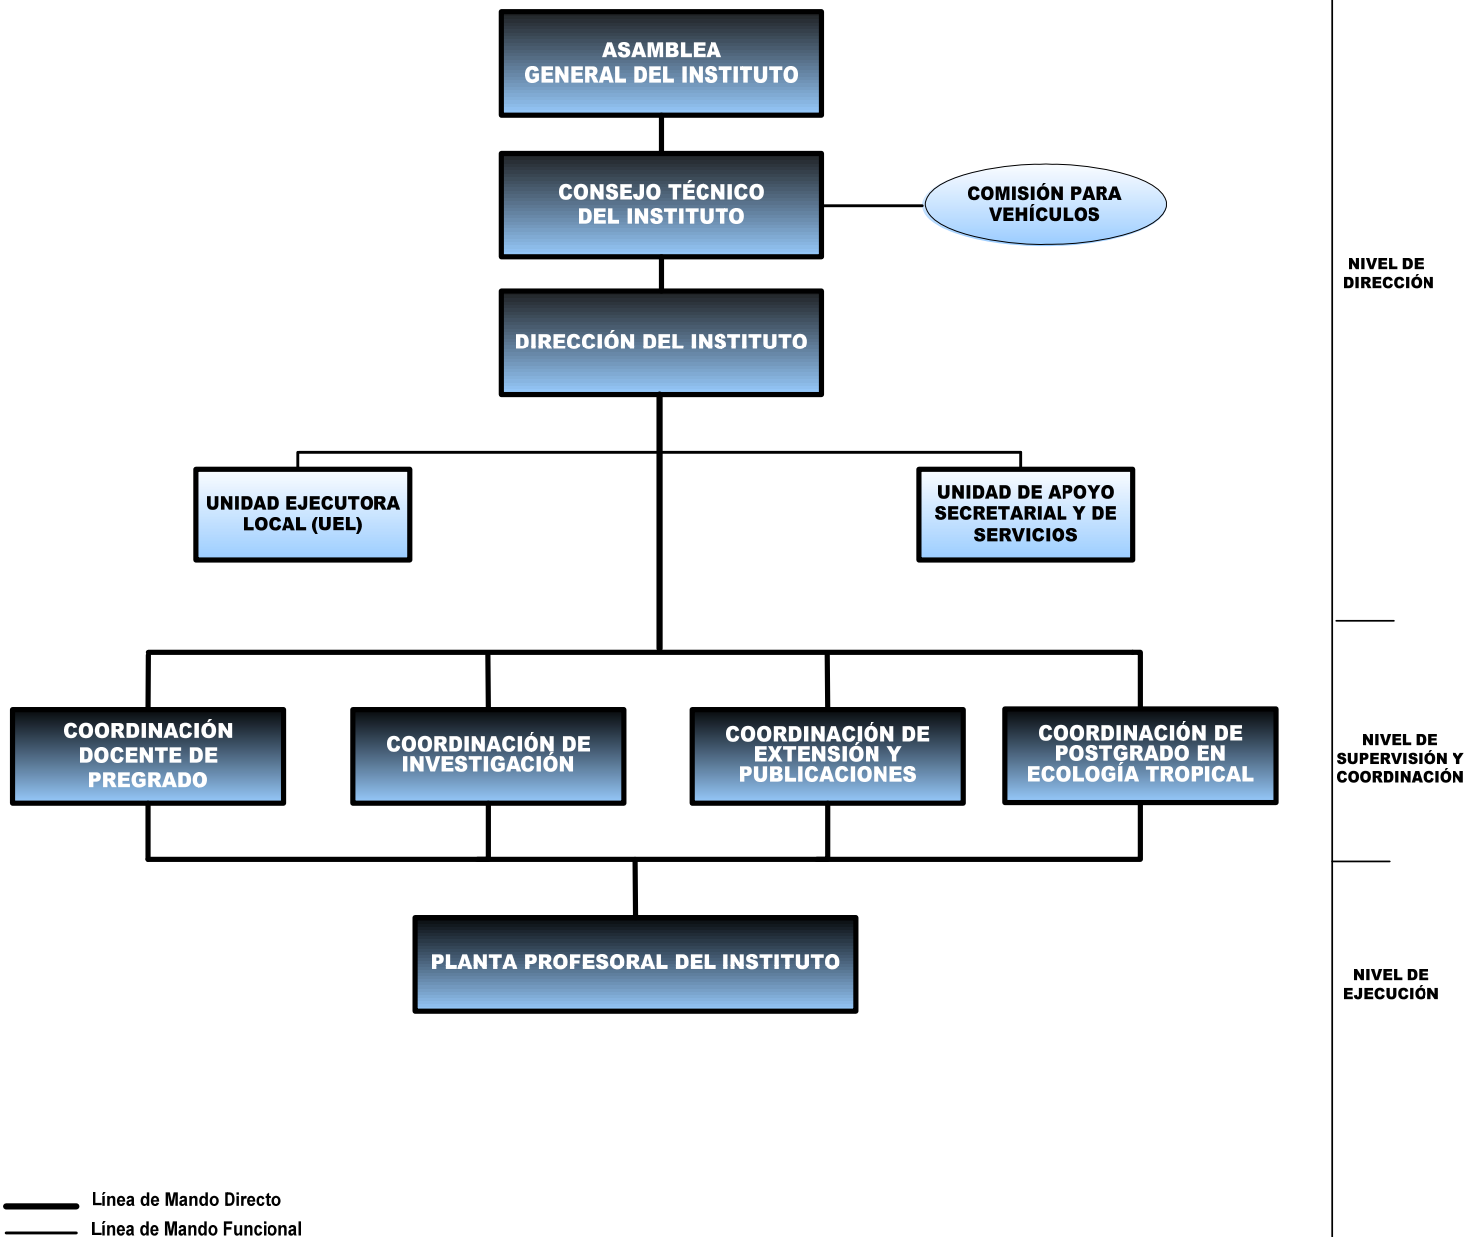 ASAMBLEA
GENERAL DEL INSTITUTO
CONSEJO TÉCNICO
DEL INSTITUTO
COMISIÓN PARA
VEHÍCULOS
NIVEL DE
DIRECCIÓN
DIRECCIÓN DEL INSTITUTO
UNIDAD EJECUTORA
LOCAL (UEL)
UNIDAD DE APOYO
SECRETARIAL Y DE
SERVICIOS
COORDINACIÓN
DOCENTE DE
PREGRADO
COORDINACIÓN DE
INVESTIGACIÓN
COORDINACIÓN DE
EXTENSIÓN Y
PUBLICACIONES
COORDINACIÓN DE
POSTGRADO EN
ECOLOGÍA TROPICAL
NIVEL DE
SUPERVISIÓN Y
COORDINACIÓN
PLANTA PROFESORAL DEL INSTITUTO
NIVEL DE
EJECUCIÓN
Línea de Mando Directo
Línea de Mando Funcional